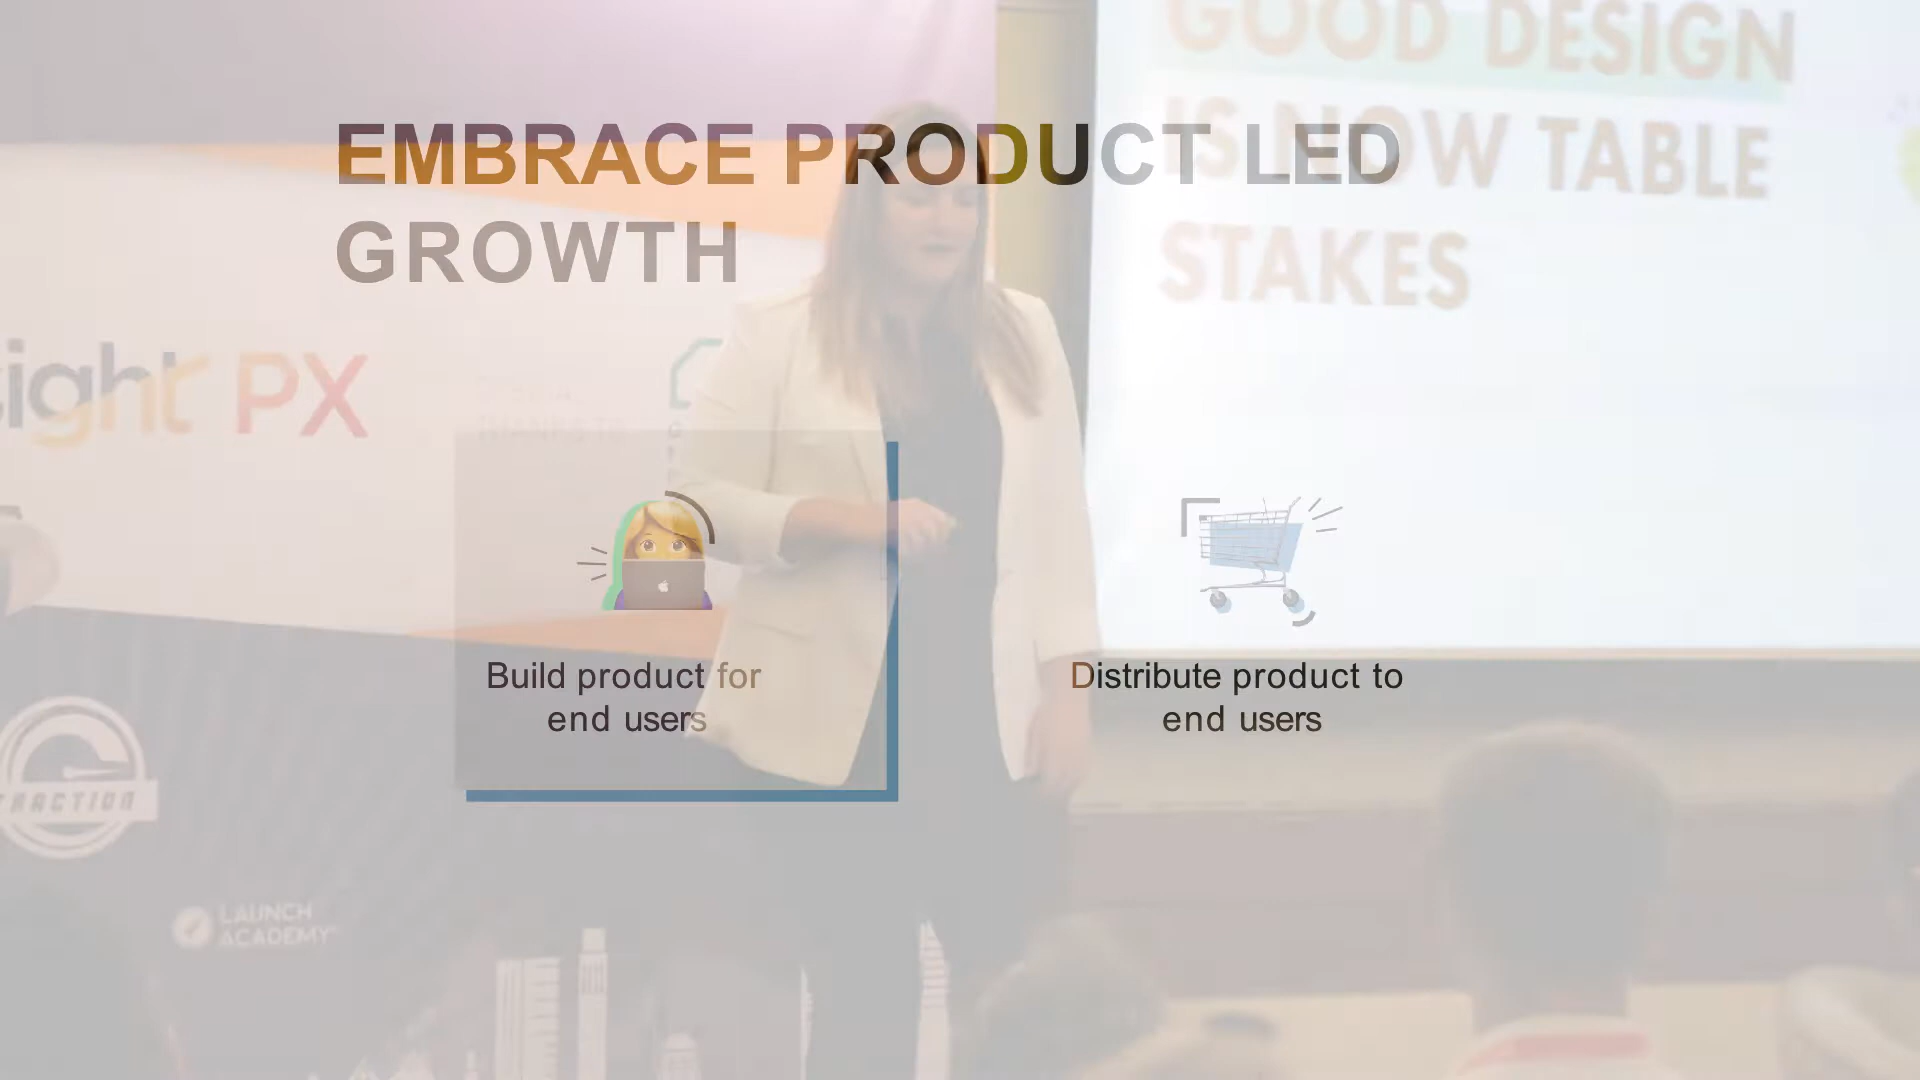 GOOD DESIGN
IS NOW TABLE
STAKES
EMBRACE PRODUCT LED
GROWTH
ight PX
Build product for
end users
Distribute product to
end users
TRACTION
LAUNCH
ACADEMY